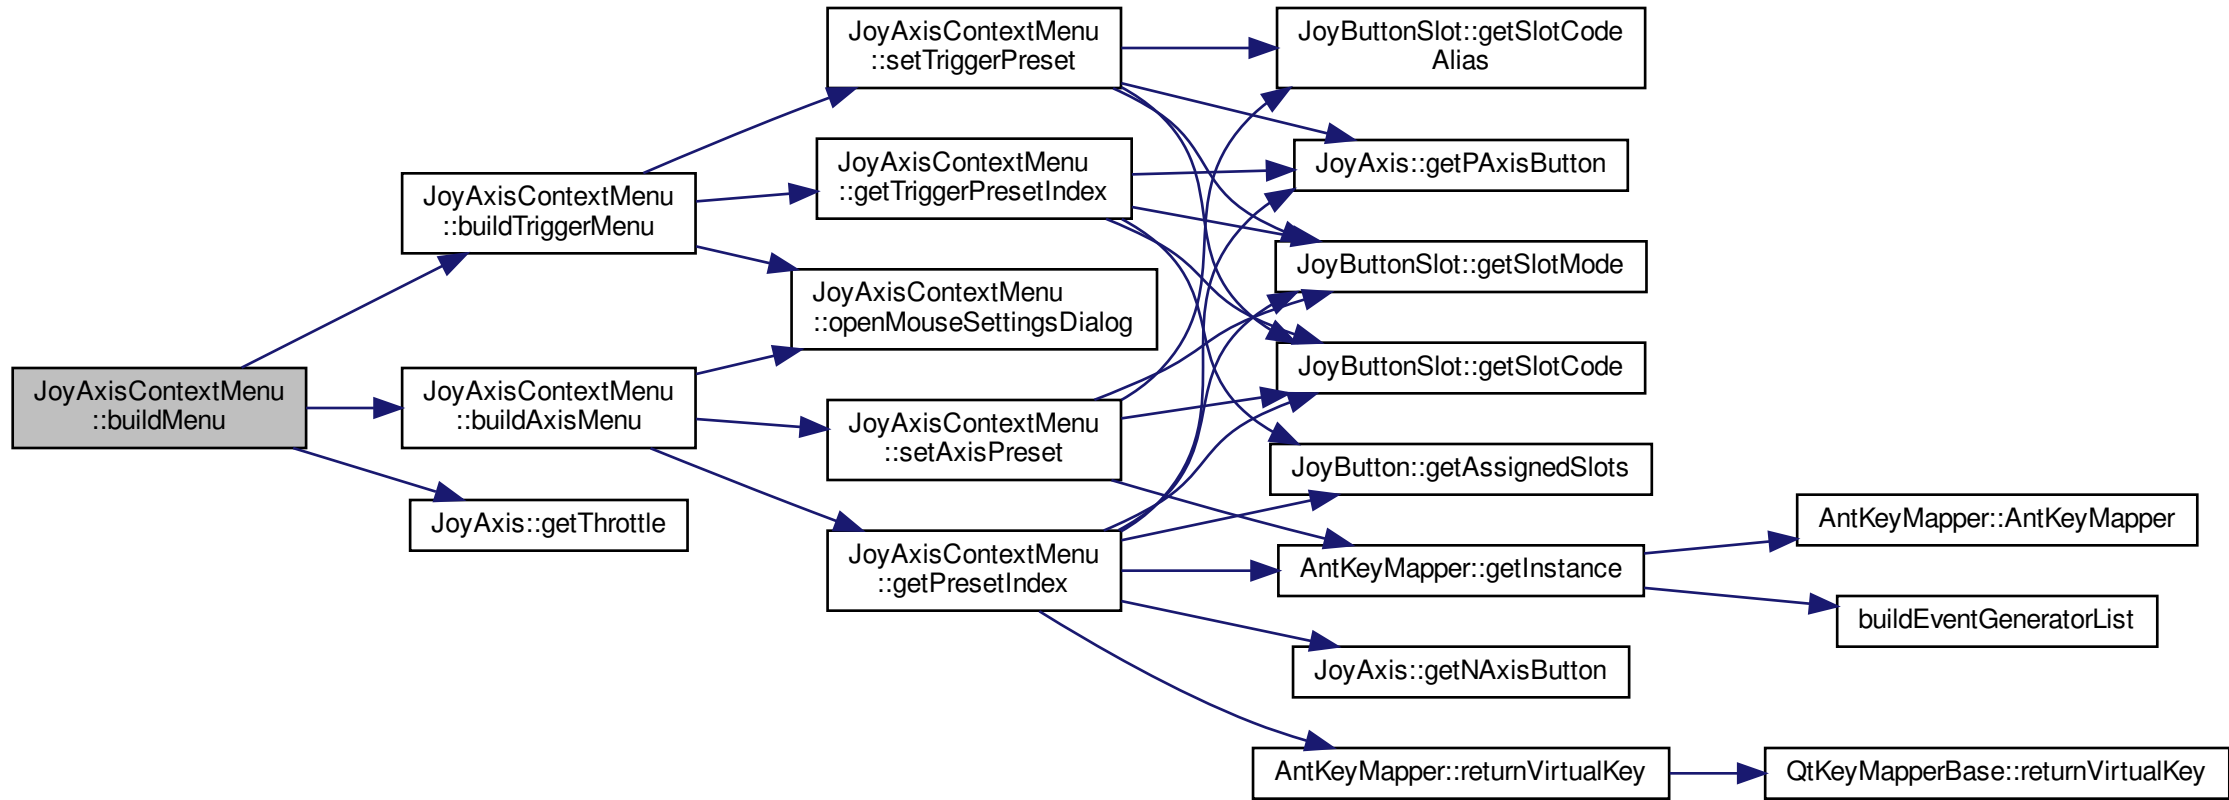 JoyAxisContextMenu
::buildMenu
JoyAxisContextMenu
::buildTriggerMenu
JoyAxisContextMenu
::buildAxisMenu
JoyAxis::getThrottle
JoyAxisContextMenu
::setTriggerPreset
JoyAxisContextMenu
::getTriggerPresetIndex
JoyAxisContextMenu
::openMouseSettingsDialog
JoyAxisContextMenu
::setAxisPreset
JoyAxisContextMenu
::getPresetIndex
JoyButtonSlot::getSlotCode
Alias
JoyAxis::getPAxisButton
JoyButtonSlot::getSlotMode
JoyButtonSlot::getSlotCode
JoyButton::getAssignedSlots
AntKeyMapper::getInstance
JoyAxis::getNAxisButton
AntKeyMapper::returnVirtualKey
AntKeyMapper::AntKeyMapper
buildEventGeneratorList
QtKeyMapperBase::returnVirtualKey